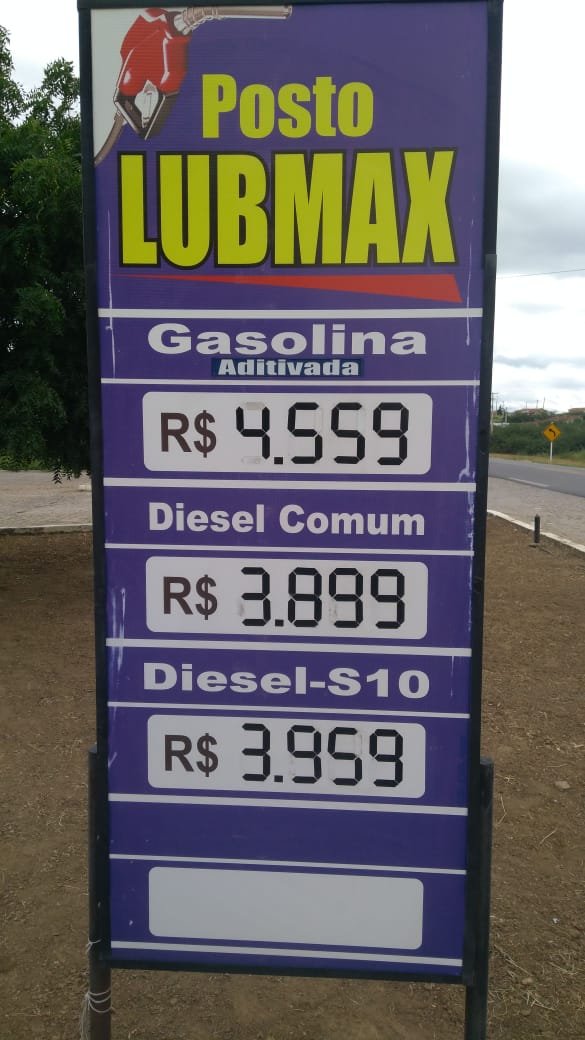 Posto
LUBMAX
Gasolina
Aditivada
R$ 4.559
Diesel Comum
R$ 3.899
Diesel-S10
R$ 3.959